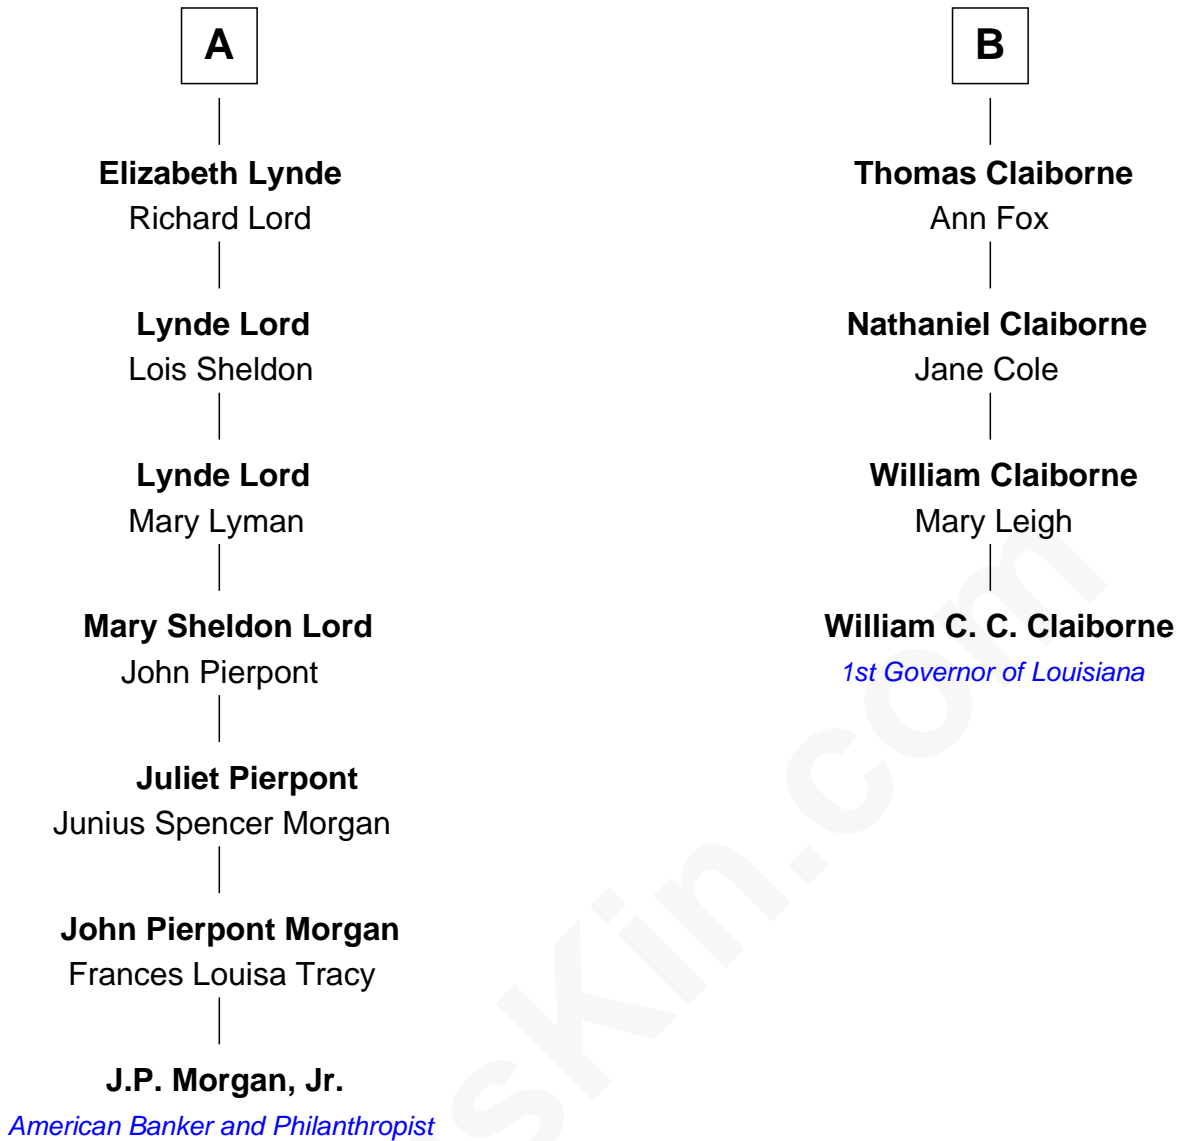 A
Elizabeth Lynde
Richard Lord
Lynde Lord
Lois Sheldon
Lynde Lord
Mary Lyman
Mary Sheldon Lord
John Pierpont
Juliet Pierpont
Junius Spencer Morgan
John Pierpont Morgan
Frances Louisa Tracy
J.P. Morgan, Jr.
American Banker and Philanthropist
B
Thomas Claiborne
Ann Fox
Nathaniel Claiborne
Jane Cole
William Claiborne
Mary Leigh
William C. C. Claiborne
1st Governor of Louisiana
sKin.com